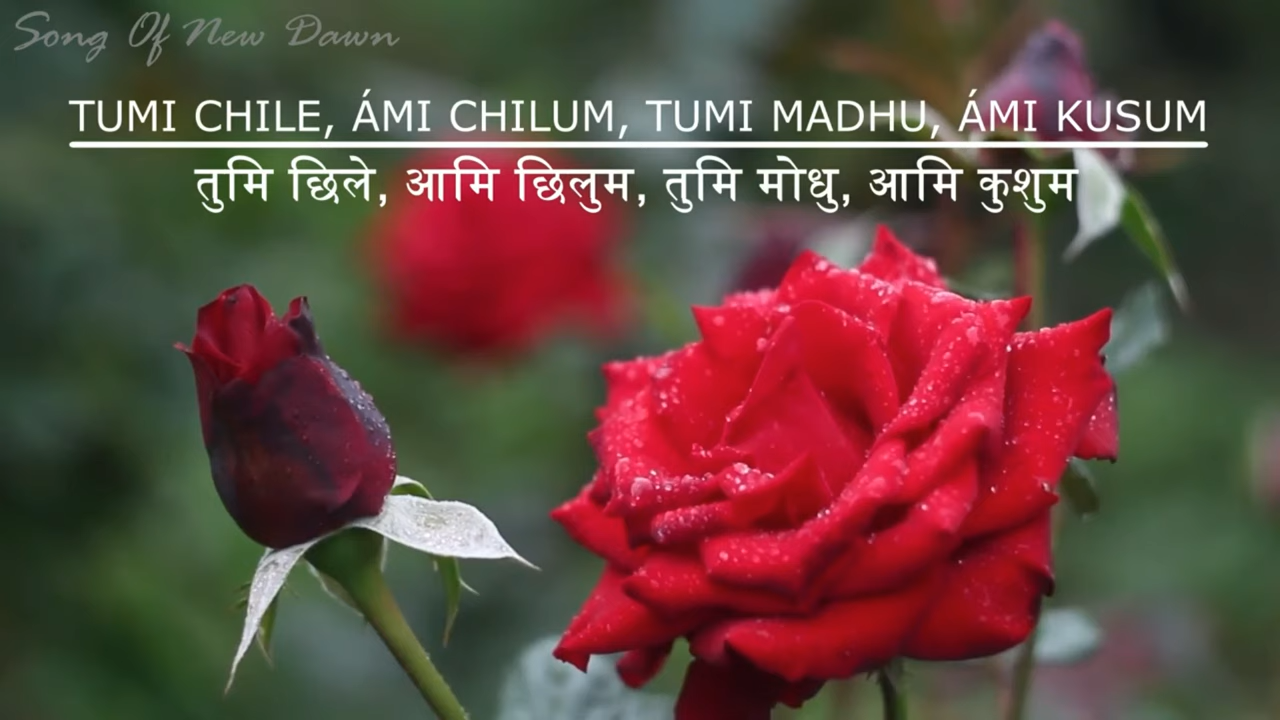 Song Of New Dawn
TUMI CHILE, ÁMI CHILUM, TUMI MADHU, ÁMI KUSUM
तुमि छिले, आमि छिलुम, तुमि मोधु, आमि कुशुम